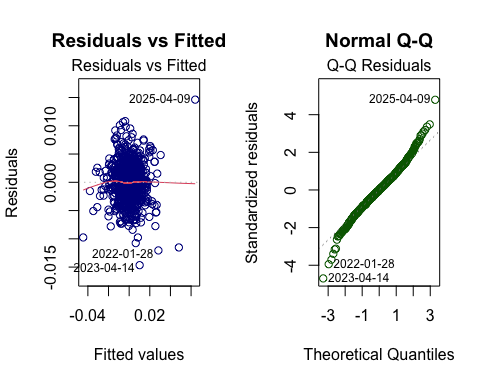 Residuals vs Fitted
Residuals vs Fitted
2025-04-09
2022-01-28
2023-04-14
Residuals
-0.015
0.000
0.010
-0.04
0.02
Fitted values
Normal Q-Q
Q-Q Residuals
2025-04-09
2022-01-28
2023-04-14
Standardized residuals
-4
-2
0
2
4
-3
-1
1
3
Theoretical Quantiles